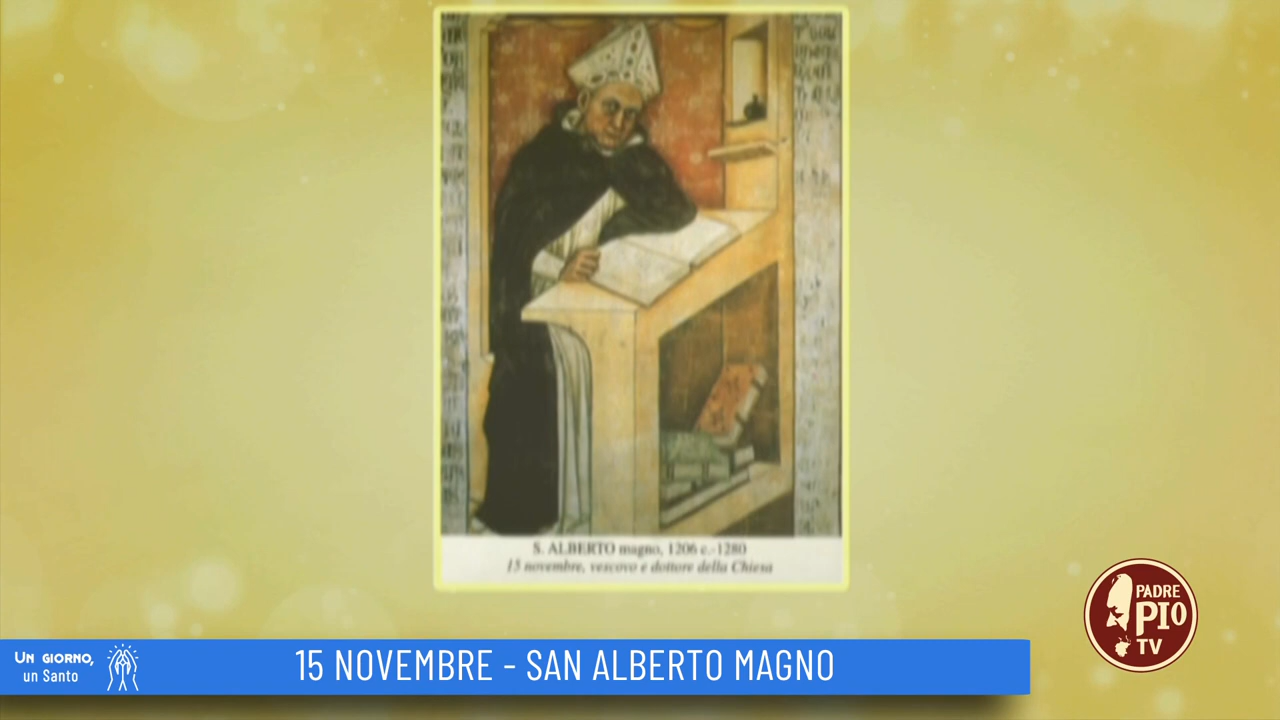 S. ALBERTO magno, 1206 c.-1280
15 novembre, vescovo e dottore della Chiesa
Un giorno,
un Santo
15 NOVEMBRE - SAN ALBERTO MAGNO
PADRE
PIO
TV